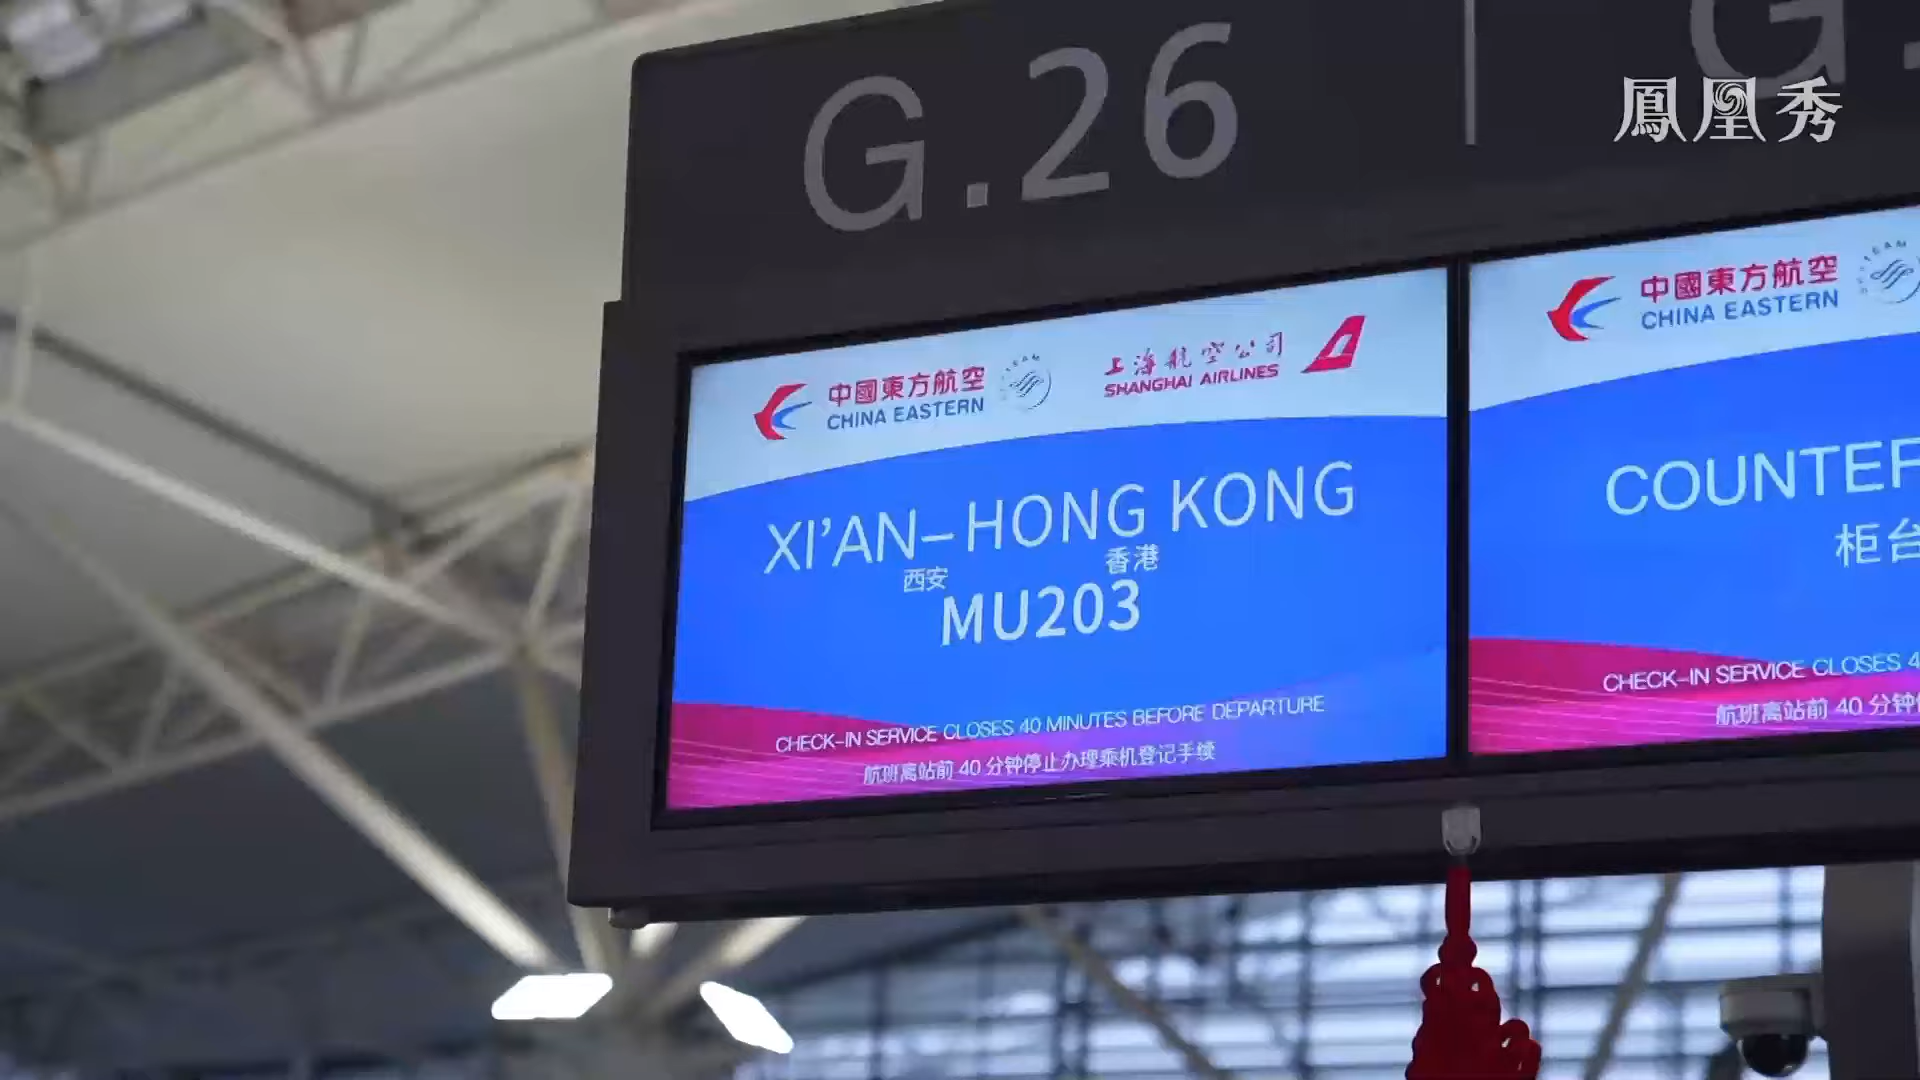 G.26
G.
鳳凰秀
中國東方航空
CHINA EASTERN
上海航空公司
SHANGHAI AIRLINES
XI'AN-HONG KONG
西安 香港
MU203
CHECK-IN SERVICE CLOSES 40 MINUTES BEFORE DEPARTURE
航班离站前 40 分钟停止办理乘机登记手续
中國東方航空
CHINA EASTERN
COUNTER
柜台
CHECK-IN SERVICE CLOSES 4
航班离站前 40 分钟